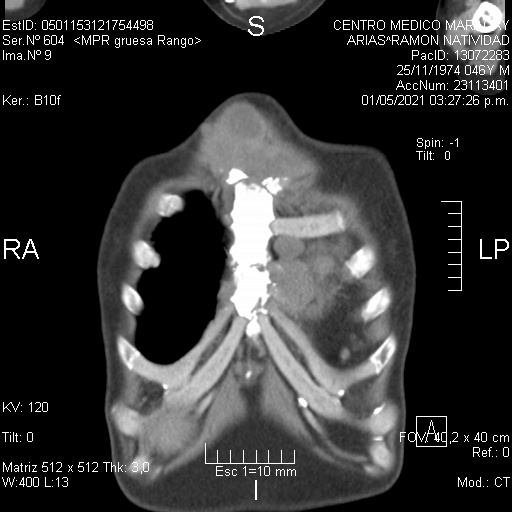 S
EstID: 0501153121754498
Ser.Nº 604 <MPR gruesa Rango>
Ima.Nº 9
Ker.: B10f
CENTRO MEDICO
ARIAS^RAMON NATIVIDAD
PacID: 13072283
25/11/1974 046Y M
AccNum: 23113401
01/05/2021 03:27:26 p.m.
Spin: -1
Tilt: 0
RA
LP
KV: 120
Tilt: 0
Matriz 512 x 512 Thk: 3,0
W:400 L:13
Esc 1=10 mm
I
A
FOV: 40,2 x 40 cm
Ref.: 0
Mod.: CT